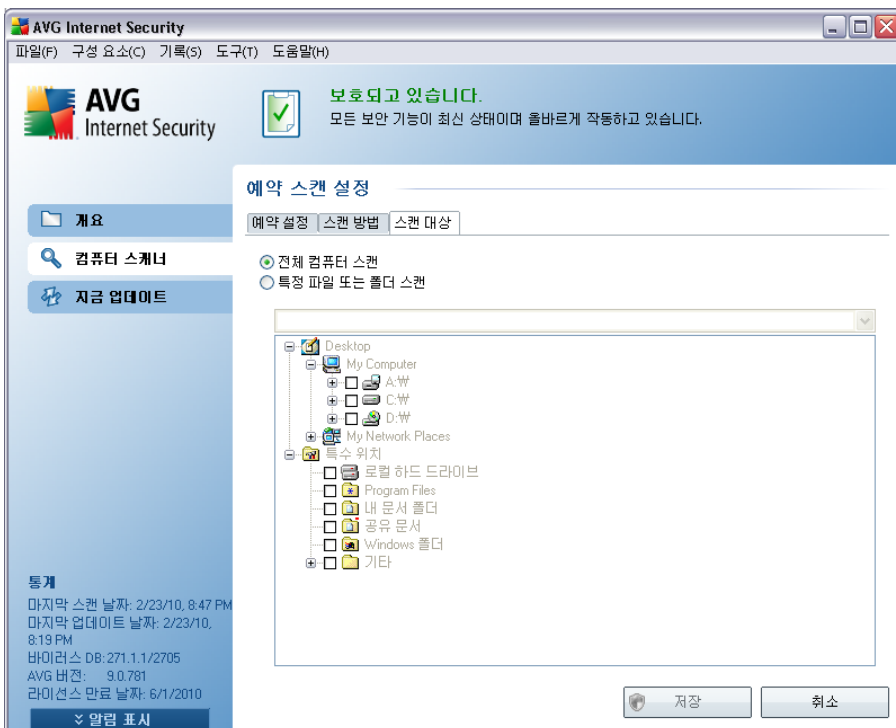 AVG Internet Security
파일(F) 구성 요소(C) 기록(S) 도구(T) 도움말(H)
AVG
Internet Security
보호되고 있습니다.
모든 보안 기능이 최신 상태이며 올바르게 작동하고 있습니다.
개요
컴퓨터 스캐너
지금 업데이트
통계
마지막 스캔 날짜: 2/23/10, 8:47 PM
마지막 업데이트 날짜: 2/23/10,
8:19 PM
바이러스 DB: 271.1.1/2705
AVG 버전: 9.0.781
라이선스 만료 날짜: 6/1/2010
알림 표시
예약 스캔 설정
예약 설정 스캔 방법 스캔 대상
전체 컴퓨터 스캔
특정 파일 또는 폴더 스캔
Desktop
My Computer
A:₩
C:₩
D:₩
My Network Places
특수 위치
로컬 하드 드라이브
Program Files
내 문서 폴더
공유 문서
Windows 폴더
기타
저장 취소